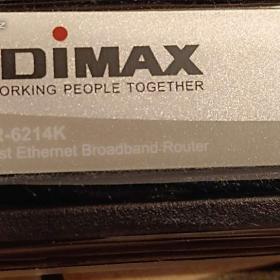 DIMAX
ORKING PEOPLE TOGETHER
R-6214K
st Ethernet Broadband Router